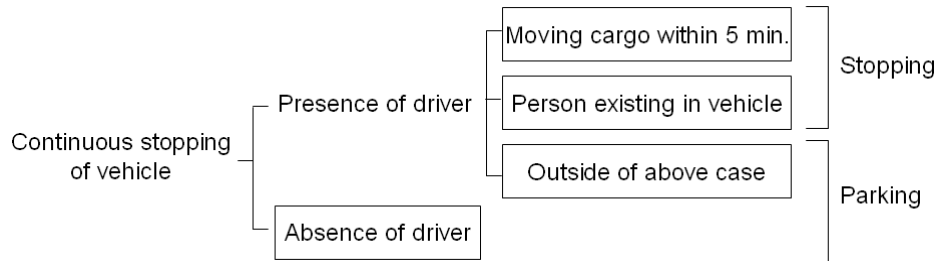 Moving cargo within 5 min.
Stopping
Presence of driver
Person existing in vehicle
Continuous stopping
of vehicle
Outside of above case
Parking
Absence of driver